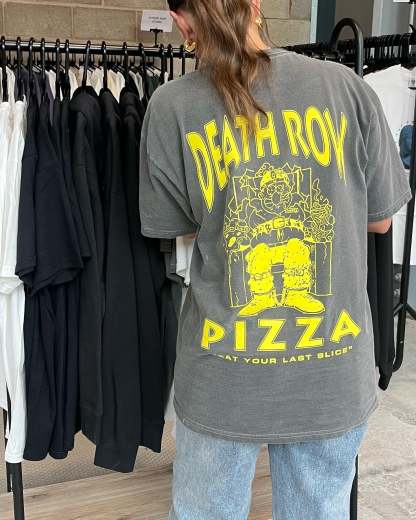 DEATH ROW
PIZZA
"EAT YOUR LAST SLICE"